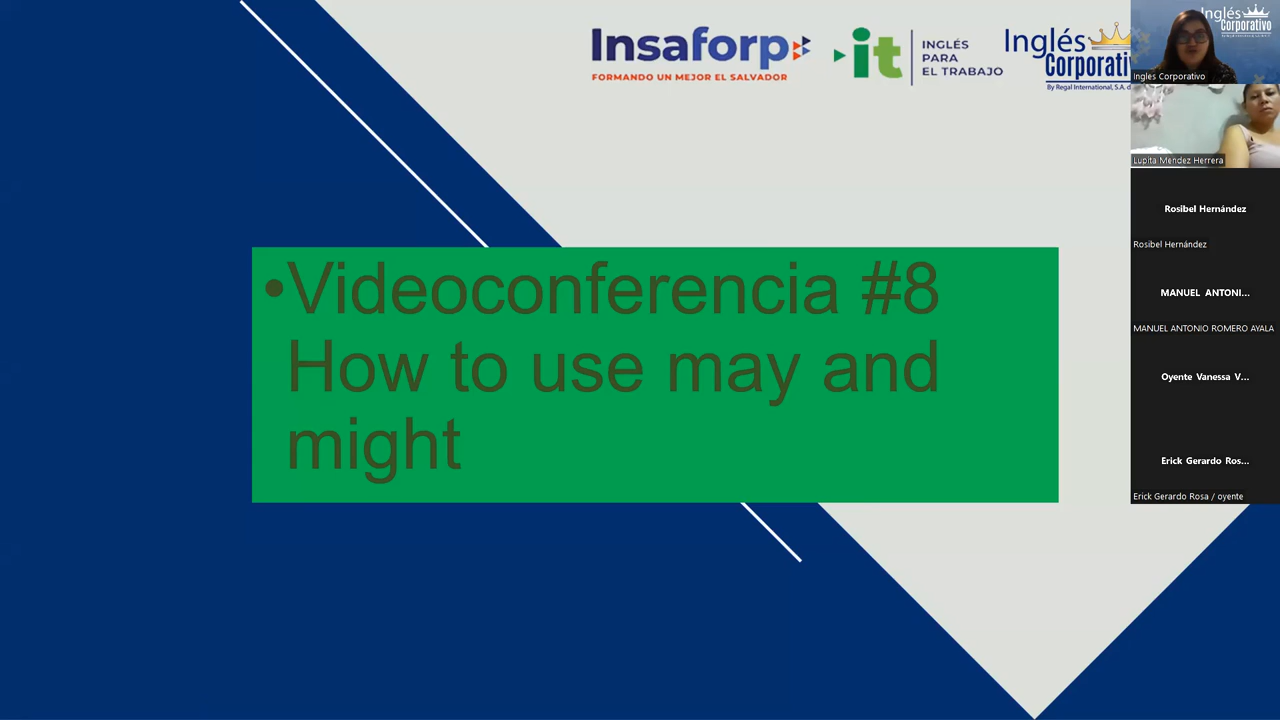 Insaforp
FORMANDO UN MEJOR EL SALVADOR
it
INGLÉS
PARA
EL TRABAJO
Inglés
Corporativ
By Regal International, S.A. d
•Videoconferencia #8
How to use may and
might
Inglés
Corporativo
Ingles Corporativo
Lupita Méndez Herrera
Rosibel Hernández
Rosibel Hernández
MANUEL ANTONI...
MANUEL ANTONIO ROMERO AYALA
Oyente Vanessa V...
Erick Gerardo Ros...
Erick Gerardo Rosa / oyente